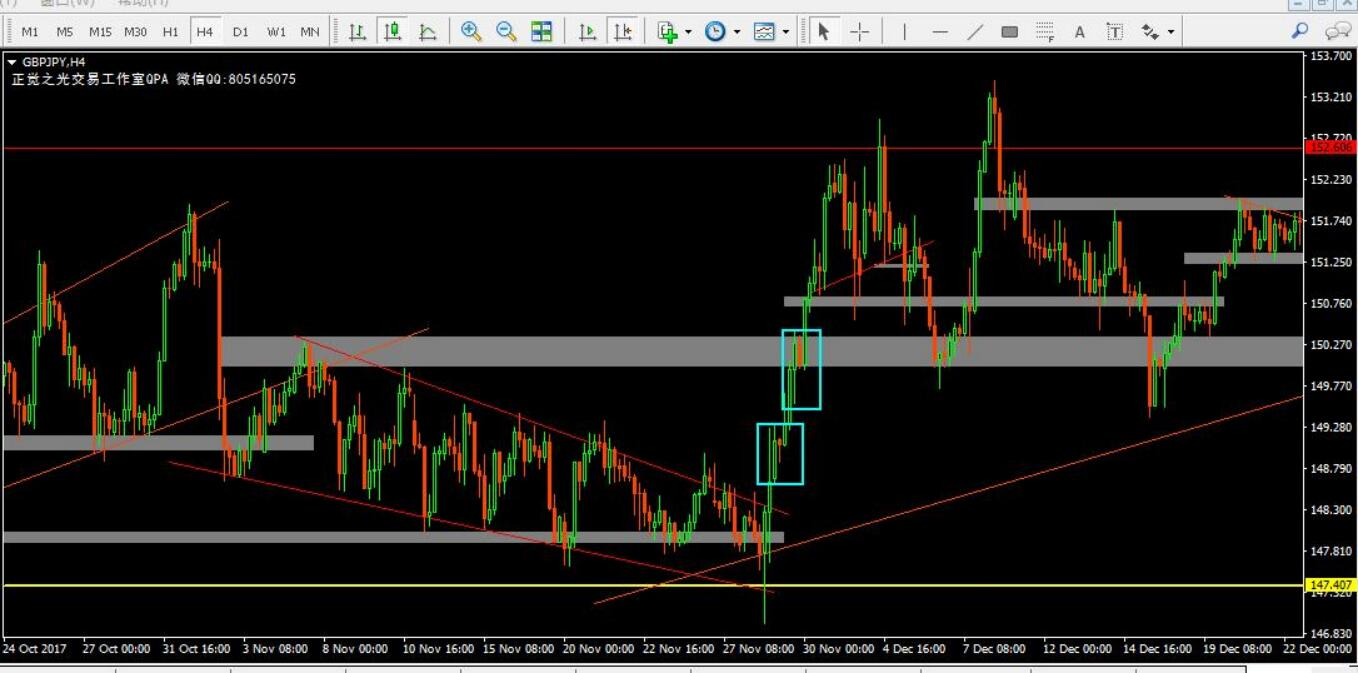 窗口(W) 帮助(H)
M1 M5 M15 M30 H1 H4 D1 W1 MN
A T
GBPJPY,H4
正觉之光交易工作室QPA 微信QQ:805165075
153.700
153.210
152.720
152.606
152.230
151.740
151.250
150.760
150.270
149.770
149.280
148.790
148.300
147.810
147.407
147.320
146.830
24 Oct 2017 27 Oct 00:00 31 Oct 16:00 3 Nov 08:00 8 Nov 00:00 10 Nov 16:00 15 Nov 08:00 20 Nov 00:00 22 Nov 16:00 27 Nov 08:00 30 Nov 00:00 4 Dec 16:00 7 Dec 08:00 12 Dec 00:00 14 Dec 16:00 19 Dec 08:00 22 Dec 00:00